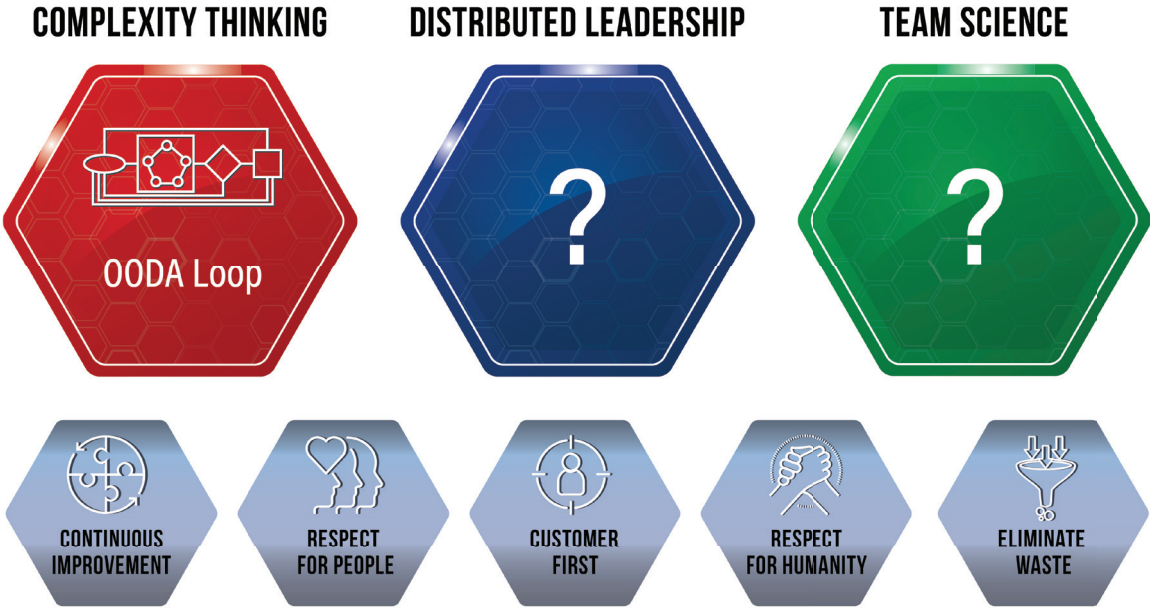 COMPLEXITY THINKING
DISTRIBUTED LEADERSHIP
TEAM SCIENCE
OODA Loop
?
?
CONTINUOUS
IMPROVEMENT
RESPECT
FOR PEOPLE
CUSTOMER
FIRST
RESPECT
FOR HUMANITY
ELIMINATE
WASTE